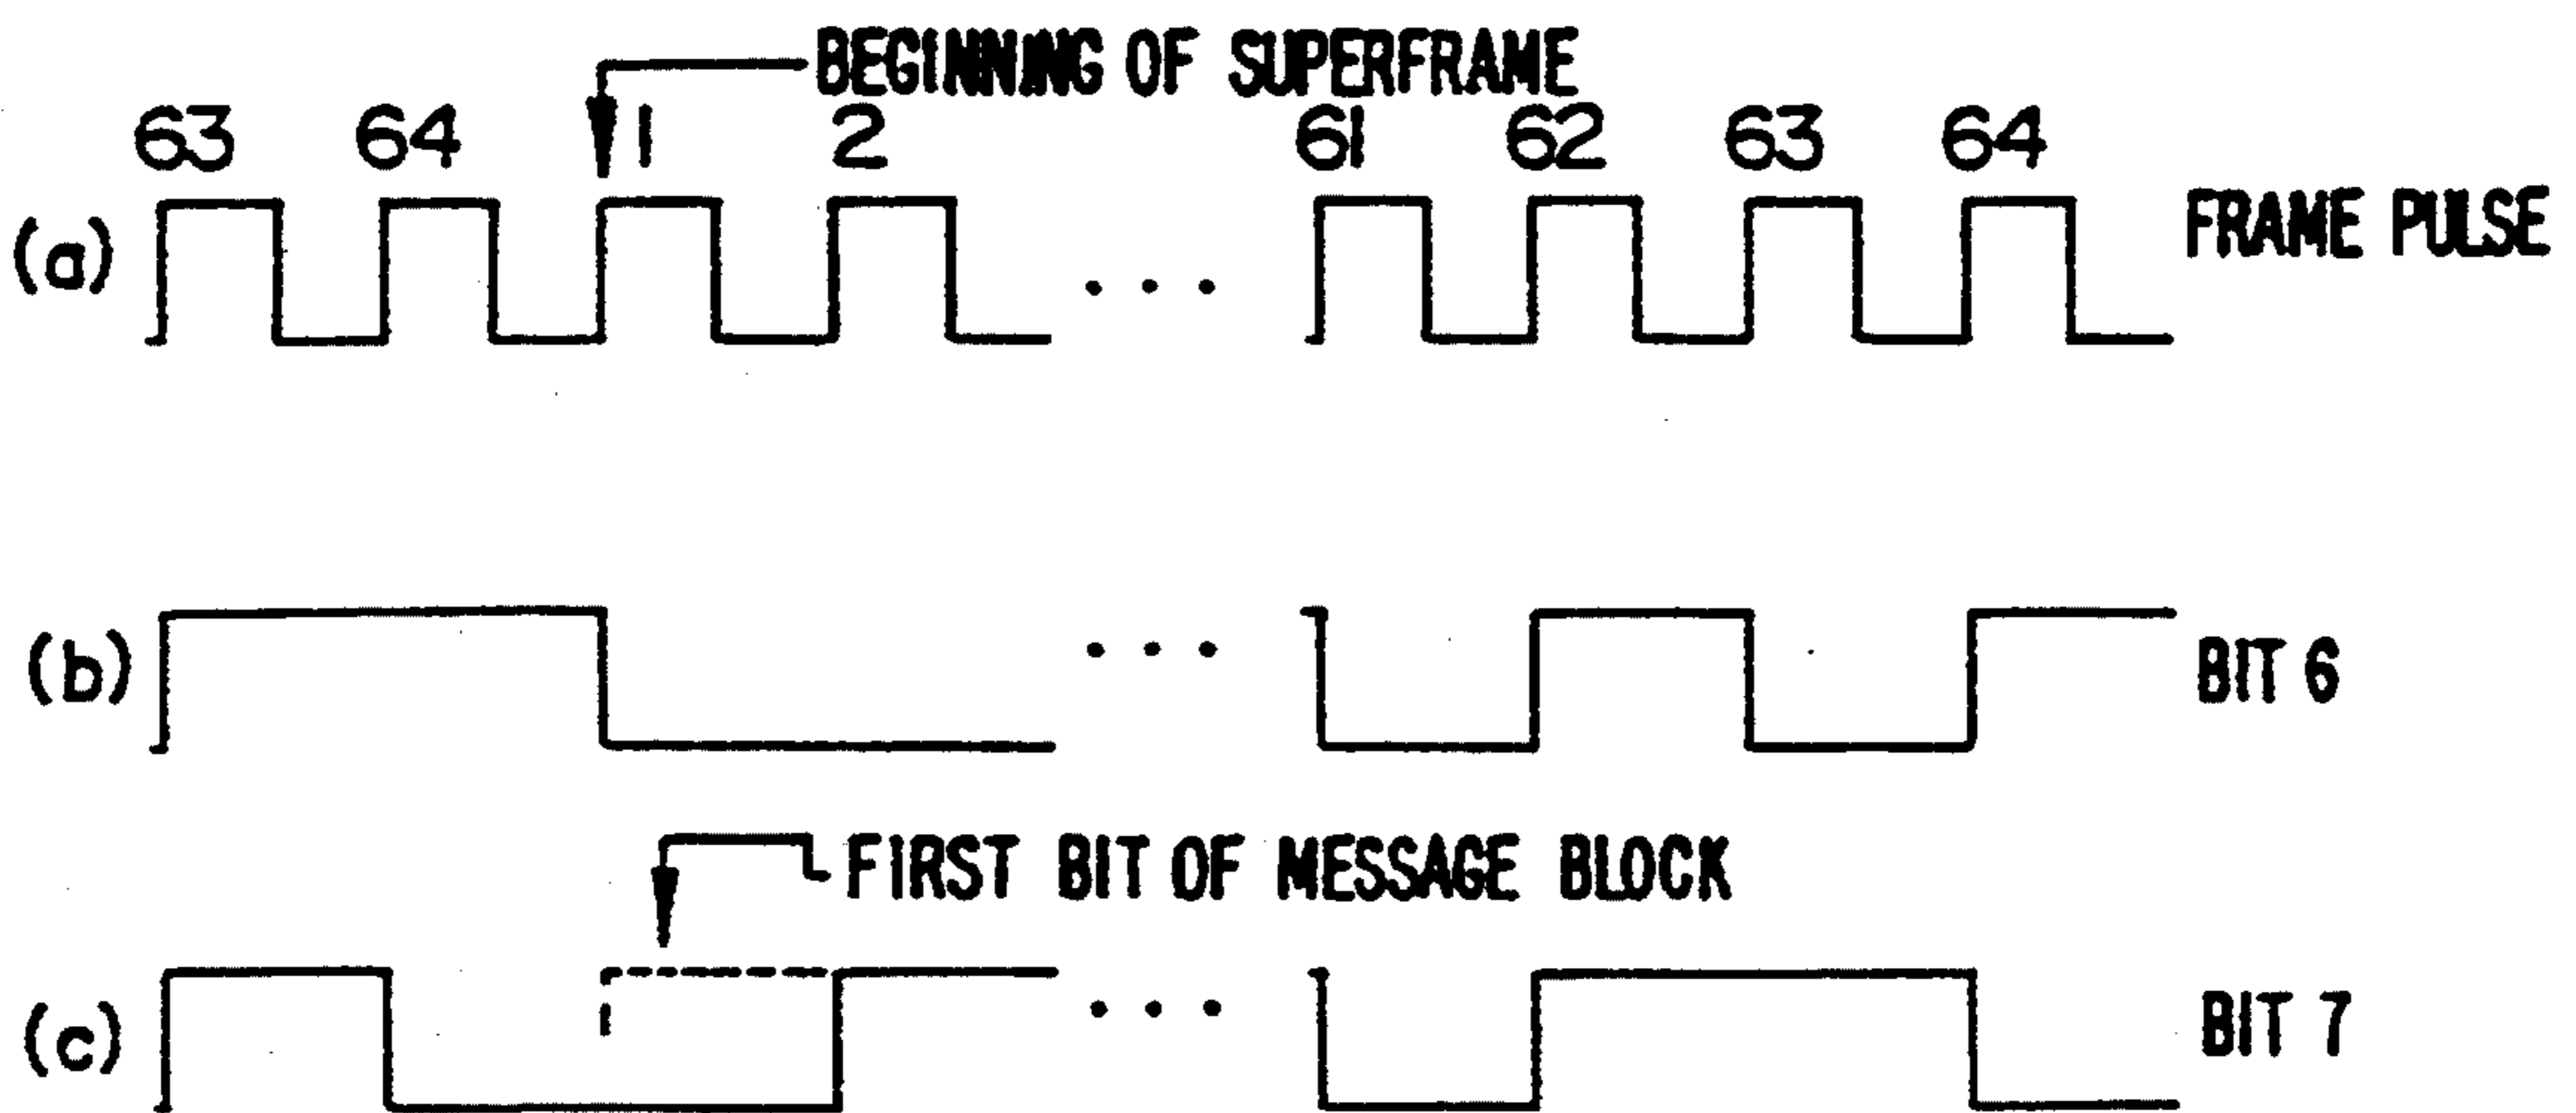 BEGINNING OF SUPERFRAME
63 64 1 2 61 62 63 64
(a) FRAME PULSE
(b) BIT 6
FIRST BIT OF MESSAGE BLOCK
(c) BIT 7